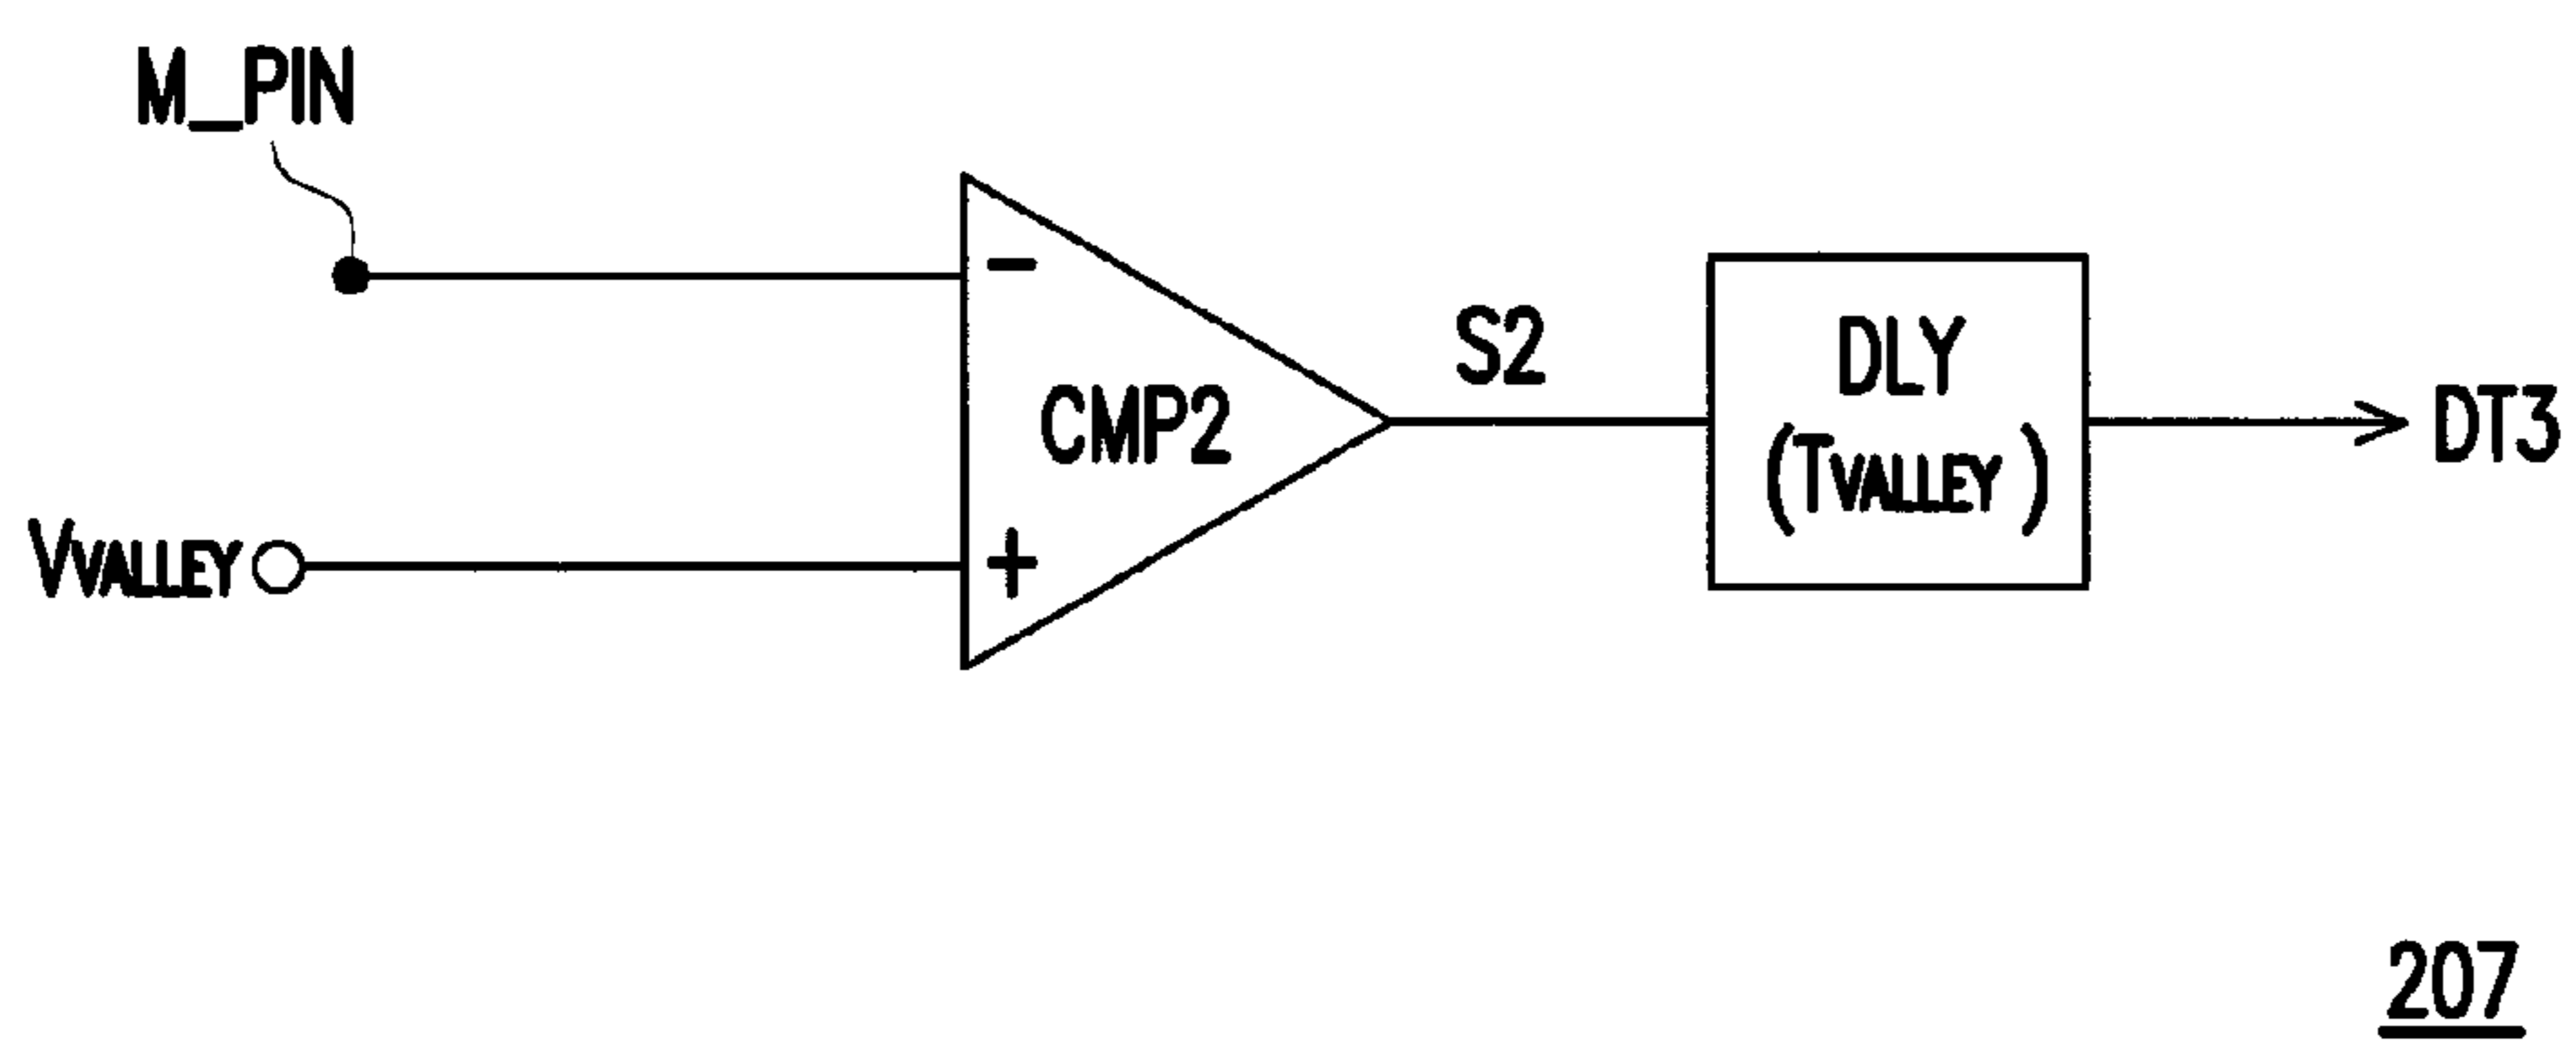 M_PIN
−
S2
DLY
CMP2
DT3
(TVALLEY)
VVALLEY
+
207